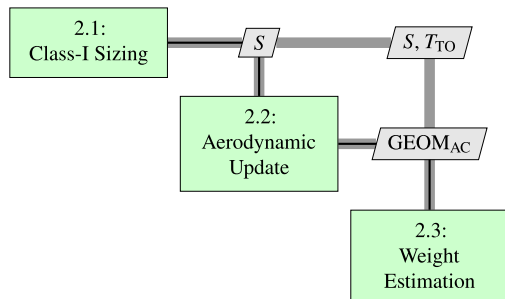 2.1:
Class-I Sizing
S
S, T_TO
2.2:
Aerodynamic
Update
GEOM_AC
2.3:
Weight
Estimation